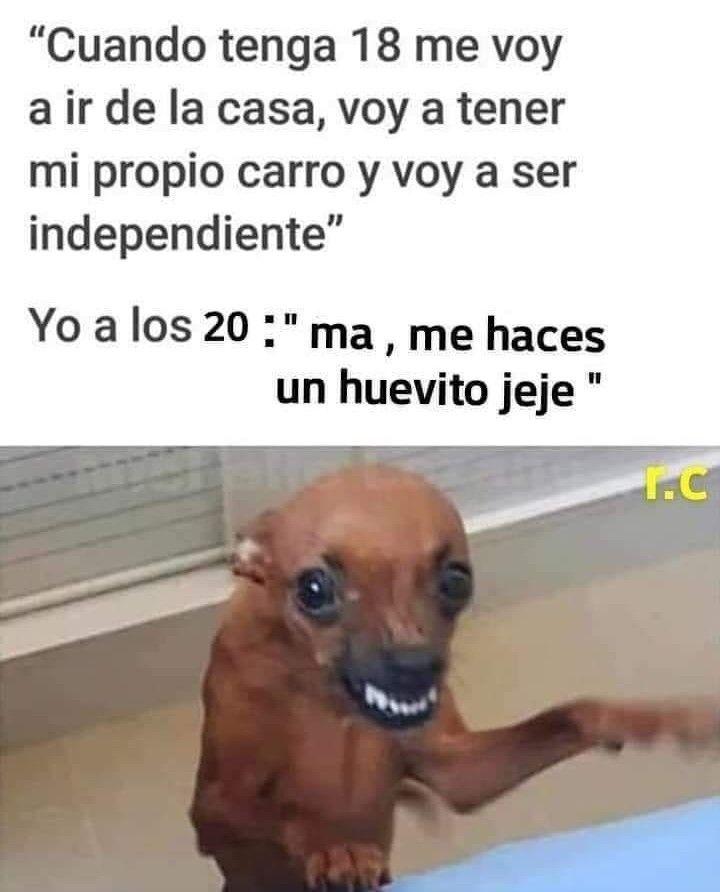 “Cuando tenga 18 me voy
a ir de la casa, voy a tener
mi propio carro y voy a ser
independiente”
Yo a los 20 :" ma , me haces
un huevito jeje "
r.c